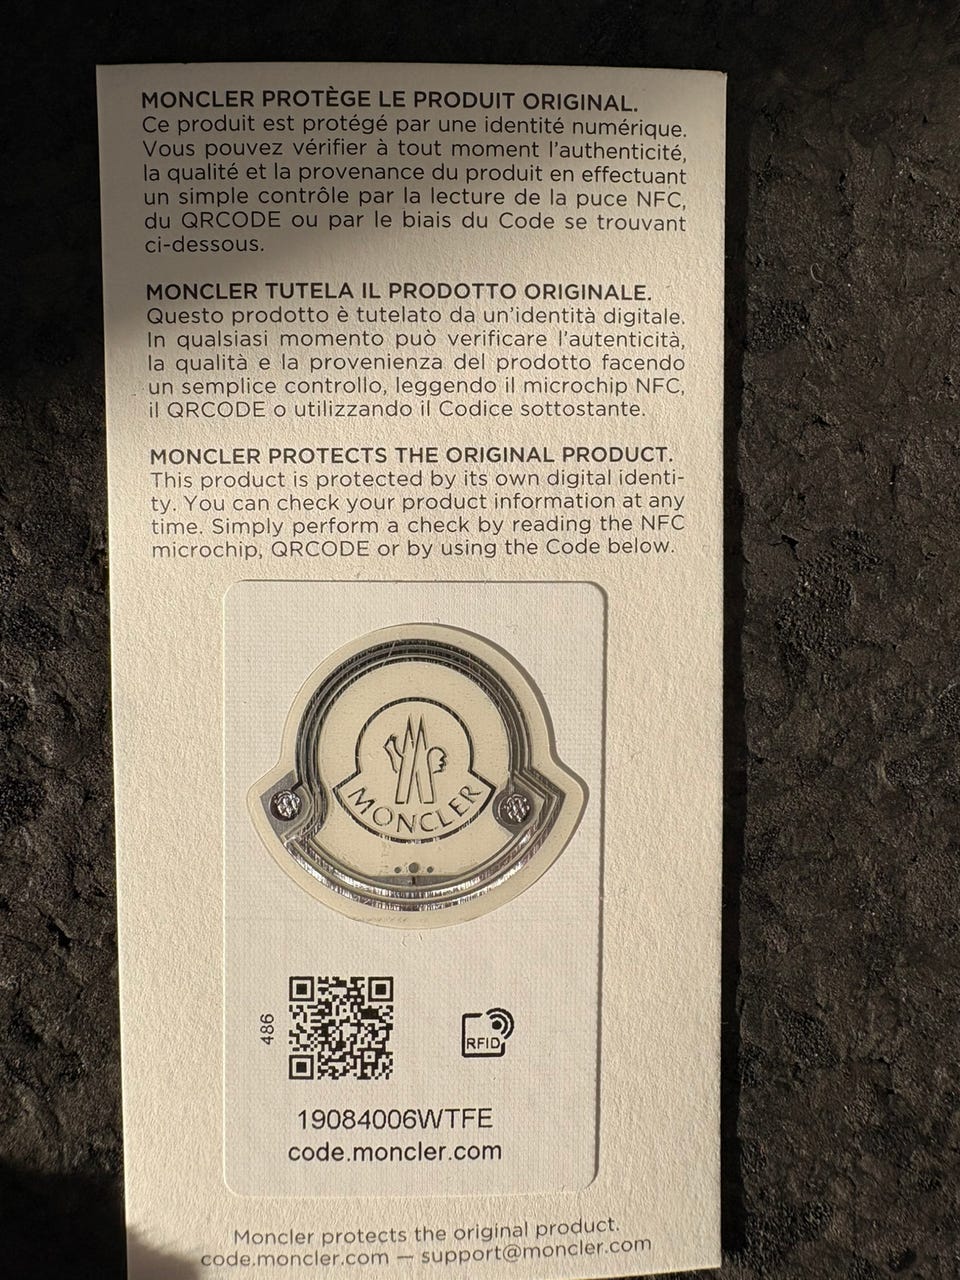 MONCLER PROTÈGE LE PRODUIT ORIGINAL.
Ce produit est protégé par une identité numérique.
Vous pouvez vérifier à tout moment l'authenticité,
la qualité et la provenance du produit en effectuant
un simple contrôle par la lecture de la puce NFC,
du QRCODE ou par le biais du Code se trouvant
ci-dessous.
MONCLER TUTELA IL PRODOTTO ORIGINALE.
Questo prodotto è tutelato da un'identità digitale.
In qualsiasi momento può verificare l'autenticità,
la qualità e la provenienza del prodotto facendo
un semplice controllo, leggendo il microchip NFC,
il QRCODE o utilizzando il Codice sottostante.
MONCLER PROTECTS THE ORIGINAL PRODUCT.
This product is protected by its own digital identi-
ty. You can check your product information at any
time. Simply perform a check by reading the NFC
microchip, QRCODE or by using the Code below.
MONCLER
486
RFID
19084006WTFE
code.moncler.com
Moncler protects the original product.
code.moncler.com — support@moncler.com